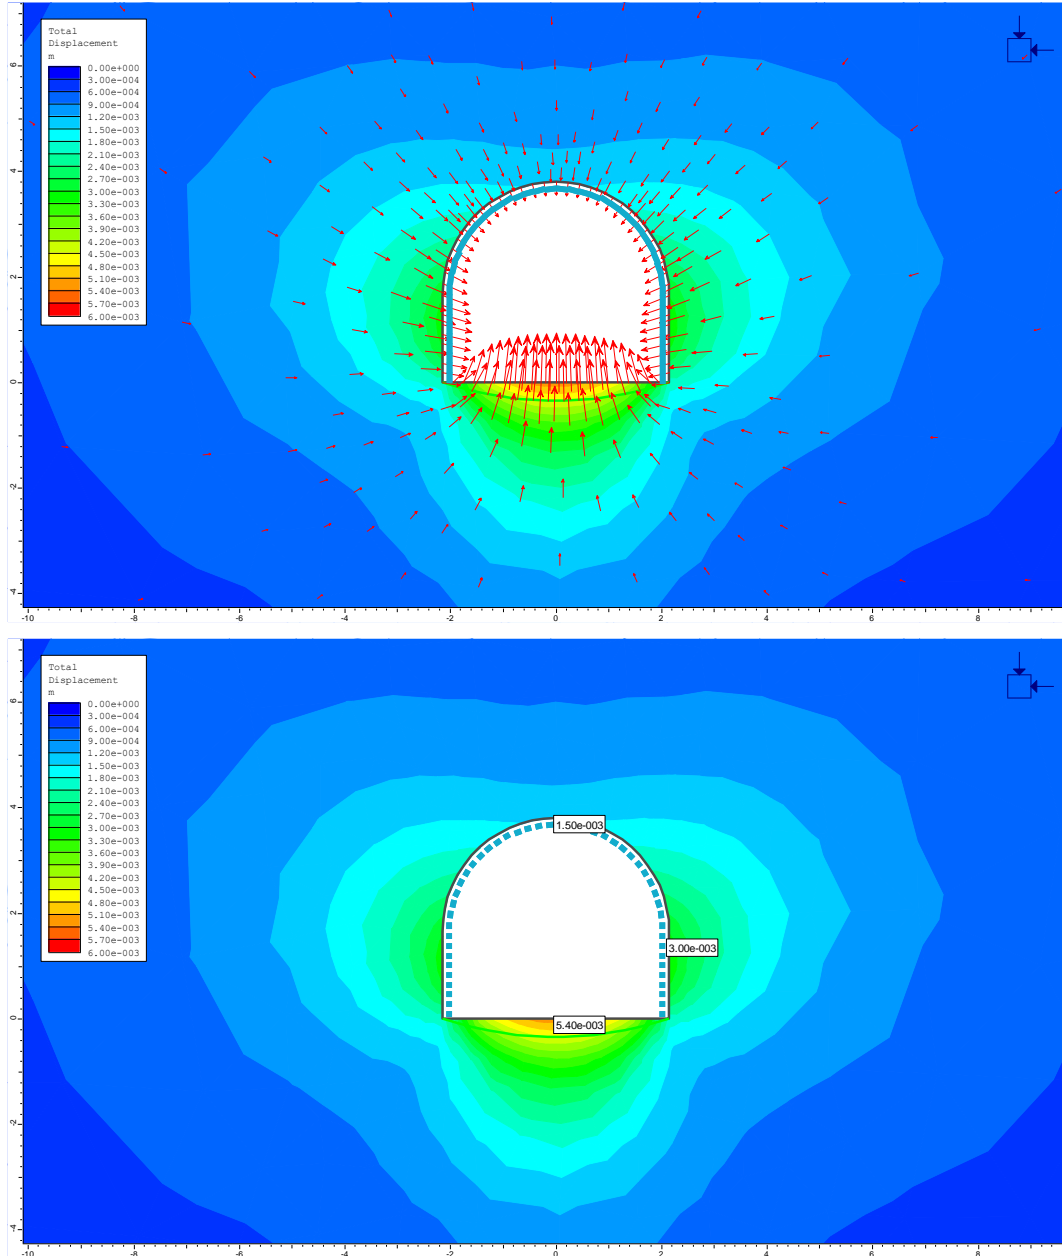 Total
Displacement
m
0.00e+000
3.00e-004
6.00e-004
9.00e-004
1.20e-003
1.50e-003
1.80e-003
2.10e-003
2.40e-003
2.70e-003
3.00e-003
3.30e-003
3.60e-003
3.90e-003
4.20e-003
4.50e-003
4.80e-003
5.10e-003
5.40e-003
5.70e-003
6.00e-003
6
4
2
0
-2
-4
-10
-8
-6
-4
-2
0
2
4
6
8
Total
Displacement
m
0.00e+000
3.00e-004
6.00e-004
9.00e-004
1.20e-003
1.50e-003
1.80e-003
2.10e-003
2.40e-003
2.70e-003
3.00e-003
3.30e-003
3.60e-003
3.90e-003
4.20e-003
4.50e-003
4.80e-003
5.10e-003
5.40e-003
5.70e-003
6.00e-003
1.50e-003
3.00e-003
5.40e-003
6
4
2
0
-2
-4
-10
-8
-6
-4
-2
0
2
4
6
8